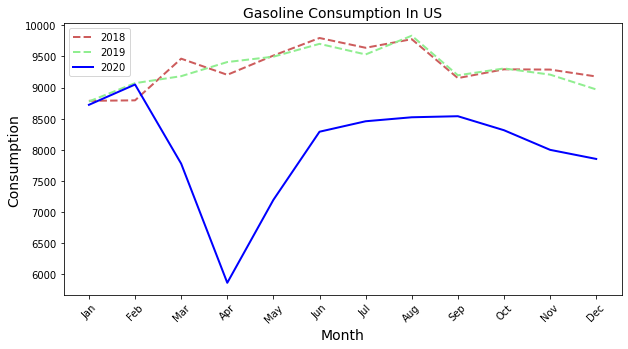 Gasoline Consumption In US
2018
2019
2020
10000
9500
9000
8500
8000
7500
7000
6500
6000
Consumption
Jan
Feb
Mar
Apr
May
Jun
Jul
Aug
Sep
Oct
Nov
Dec
Month